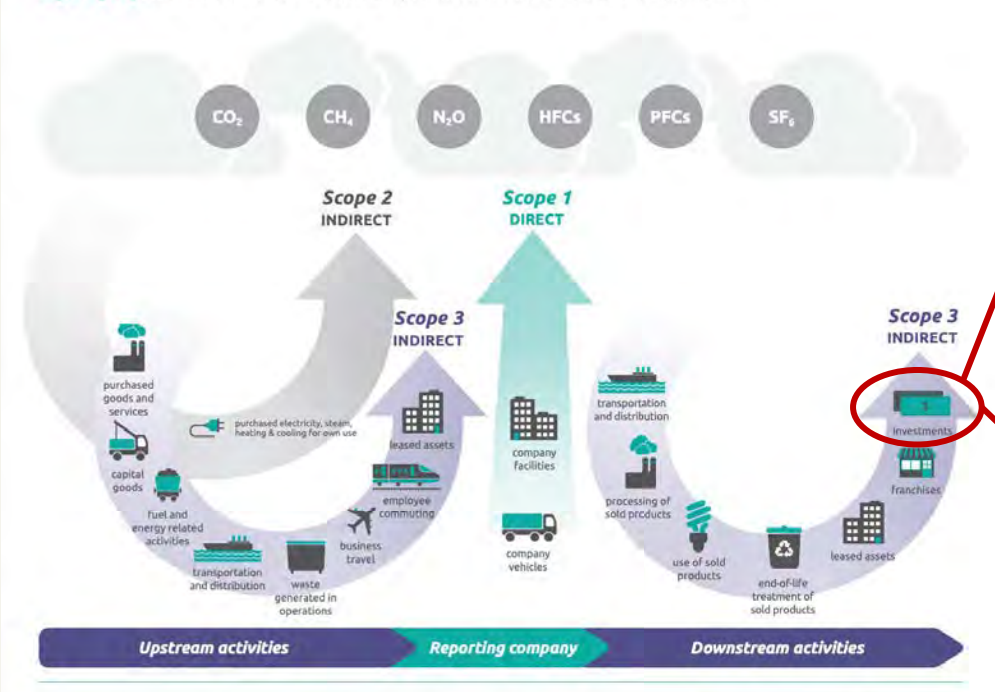 CO₂
CH₄
N₂O
HFCs
PFCs
SF₆
Scope 2
INDIRECT
Scope 1
DIRECT
Scope 3
INDIRECT
Scope 3
INDIRECT
purchased
goods and
services
capital
goods
fuel and
energy related
activities
transportation
and distribution
waste
generated in
operations
business
travel
employee
commuting
leased assets
purchased electricity, steam,
heating & cooling for own use
company
facilities
company
vehicles
transportation
and distribution
processing of
sold products
use of sold
products
end-of-life
treatment of
sold products
leased assets
franchises
investments
Upstream activities
Reporting company
Downstream activities